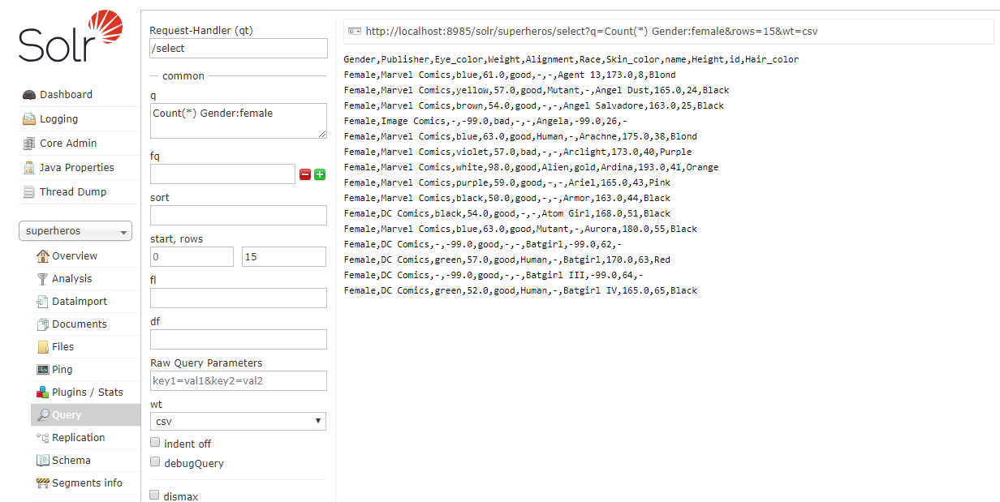 Solr
Dashboard
Logging
Core Admin
Java Properties
Thread Dump
superheros
Overview
Analysis
Dataimport
Documents
Files
Ping
Plugins / Stats
Query
Replication
Schema
Segments info
Request-Handler (qt)
/select
common
q
Count(*) Gender:female
fq
sort
start, rows
0
15
fl
df
Raw Query Parameters
key1=val1&key2=val2
wt
csv
indent off
debugQuery
dismax
http://localhost:8985/solr/superheros/select?q=Count(*) Gender:female&rows=15&wt=csv
Gender,Publisher,Eye_color,Weight,Alignment,Race,Skin_color,name,Height,id,Hair_color
Female,Marvel Comics,blue,61.0,good,-,-,Agent 13,173.0,8,Blond
Female,Marvel Comics,yellow,57.0,good,Mutant,-,Angel Dust,165.0,24,Black
Female,Marvel Comics,brown,54.0,good,-,-,Angel Salvadore,163.0,25,Black
Female,Image Comics,-,-99.0,bad,-,-,Angela,-99.0,26,-
Female,Marvel Comics,blue,63.0,good,Human,-,Arachne,175.0,38,Blond
Female,Marvel Comics,violet,57.0,bad,-,-,Arclight,173.0,40,Purple
Female,Marvel Comics,white,98.0,good,Alien,gold,Ardina,193.0,41,Orange
Female,Marvel Comics,purple,59.0,good,-,-,Ariel,165.0,43,Pink
Female,Marvel Comics,black,50.0,good,-,-,Armor,163.0,44,Black
Female,DC Comics,black,54.0,good,-,-,Atom Girl,168.0,51,Black
Female,Marvel Comics,blue,63.0,good,Mutant,-,Aurora,180.0,55,Black
Female,DC Comics,-,-99.0,good,-,-,Batgirl,-99.0,62,-
Female,DC Comics,green,57.0,good,Human,-,Batgirl,170.0,63,Red
Female,DC Comics,-,-99.0,good,-,-,Batgirl III,-99.0,64,-
Female,DC Comics,green,52.0,good,Human,-,Batgirl IV,165.0,65,Black